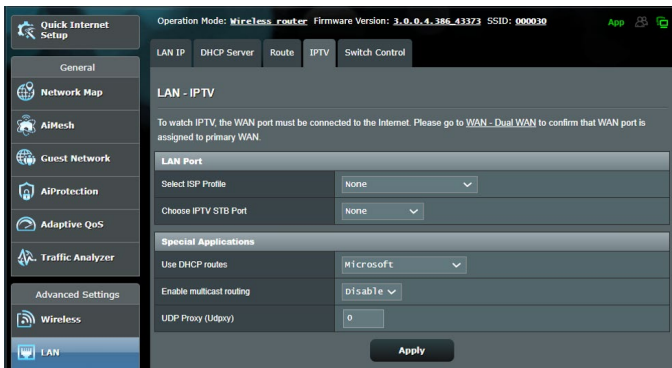 Quick Internet
Setup
General
Network Map
AiMesh
Guest Network
AiProtection
Adaptive QoS
Traffic Analyzer
Advanced Settings
Wireless
LAN
Operation Mode: Wireless router Firmware Version: 3.0.0.4.386_43373 SSID: 000030
App
LAN IP DHCP Server Route IPTV Switch Control
LAN - IPTV
To watch IPTV, the WAN port must be connected to the Internet. Please go to WAN - Dual WAN to confirm that WAN port is
assigned to primary WAN.
LAN Port
Select ISP Profile None
Choose IPTV STB Port None
Special Applications
Use DHCP routes Microsoft
Enable multicast routing Disable
UDP Proxy (Udpxy) 0
Apply